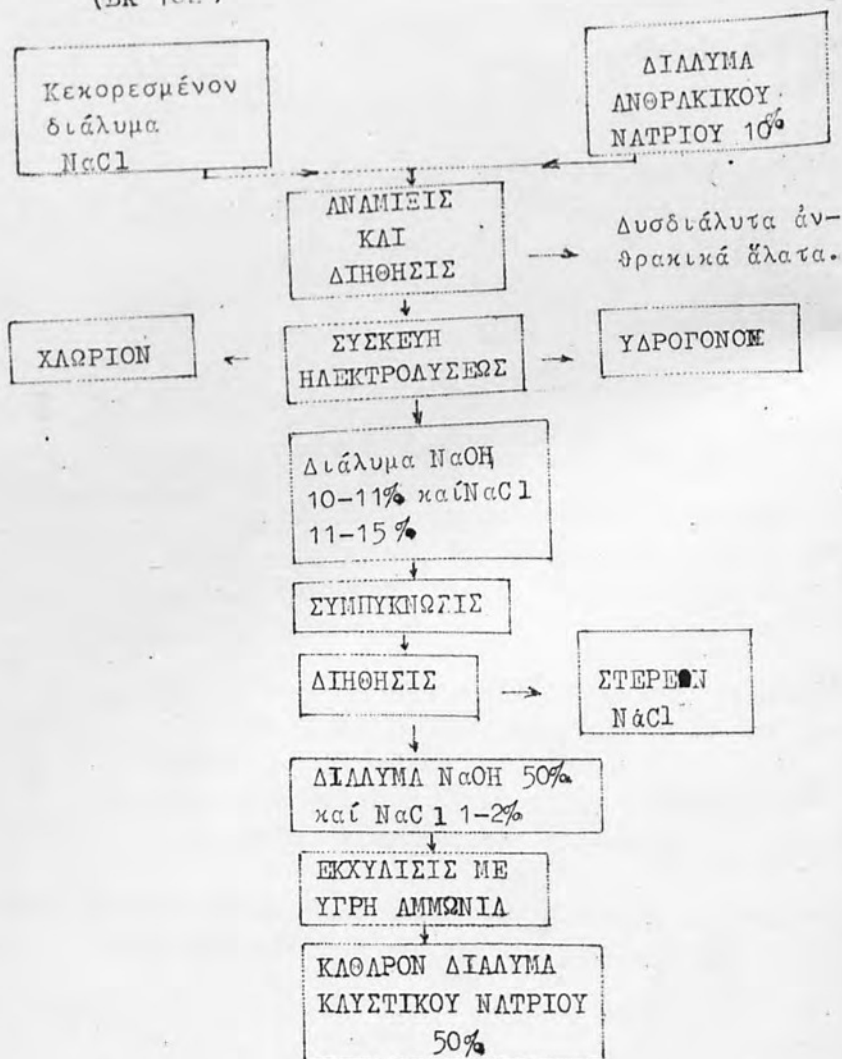 Κεκορεσμένον
διάλυμα
NaCl
ΔΙΑΛΥΜΑ
ΑΝΘΡΑΚΙΚΟΥ
ΝΑΤΡΙΟΥ 10%
ΑΝΑΜΙΞΙΣ
ΚΑΙ
ΔΙΗΘΗΣΙΣ
Δυσδιάλυτα ἀν-
θρακικά ἅλατα.
ΧΛΩΡΙΟΝ
ΣΥΣΚΕΥΗ
ΗΛΕΚΤΡΟΛΥΣΕΩΣ
ΥΔΡΟΓΟΝΟΝ
Διάλυμα NaOH,
10-11% καί NaCl
11-15%
ΣΥΜΠΥΚΝΩΣΙΣ
ΔΙΗΘΗΣΙΣ
ΣΤΕΡΕΟΝ
NaCl
ΔΙΑΛΥΜΑ NaOH 50%
καί NaCl 1-2%
ΕΚΧΥΛΙΣΙΣ ΜΕ
ΥΓΡΗ ΑΜΜΩΝΙΑ
ΚΑΘΑΡΟΝ ΔΙΑΛΥΜΑ
ΚΑΥΣΤΙΚΟΥ ΝΑΤΡΙΟΥ
50%